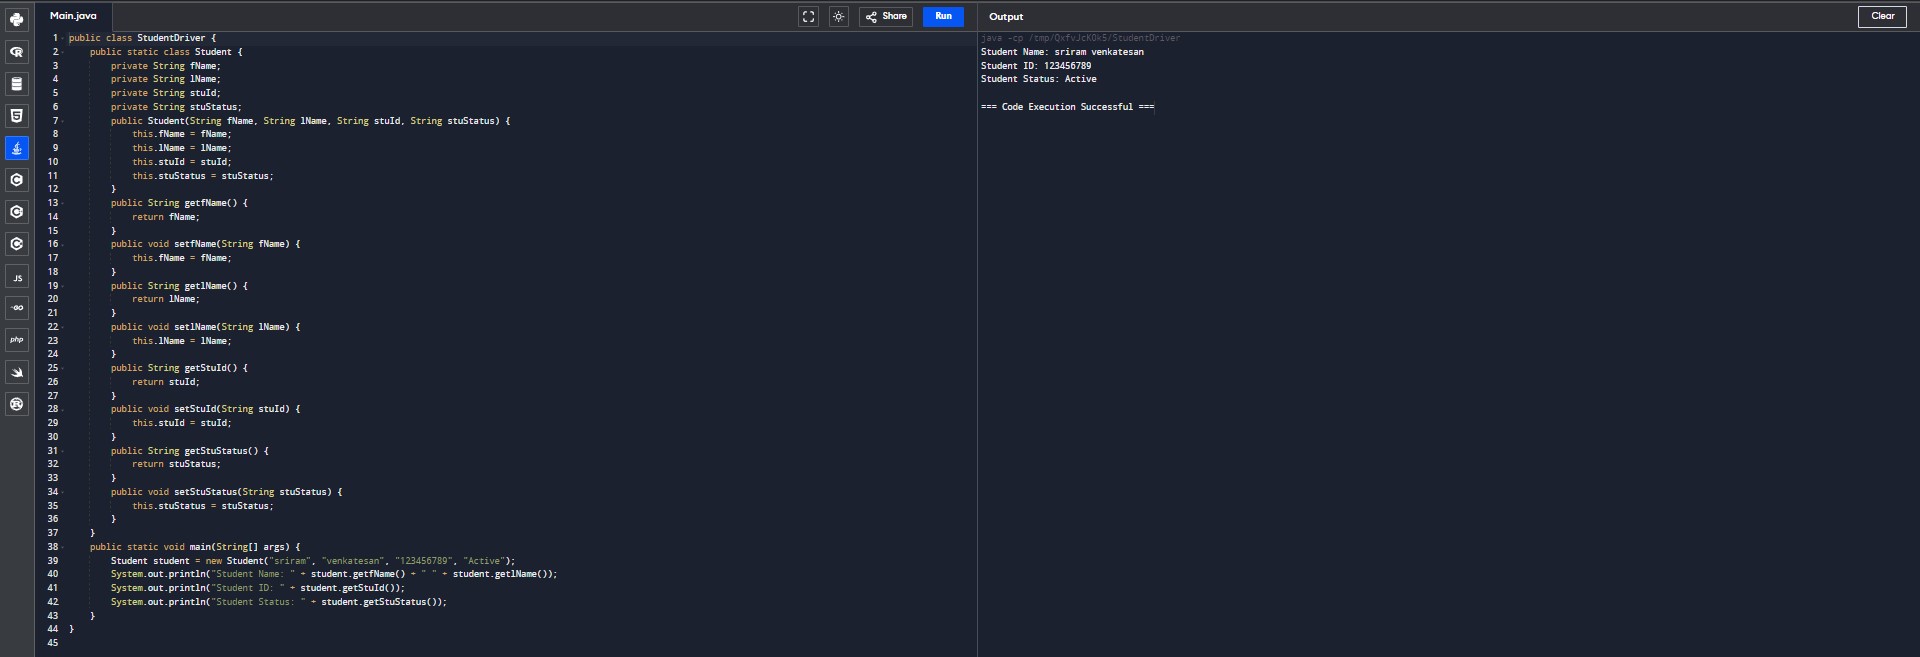 Main.java
Share
Run
Output
Clear
1 public class StudentDriver {
2 public static class Student {
3 private String fName;
4 private String lName;
5 private String stuId;
6 private String stuStatus;
7 public Student(String fName, String lName, String stuId, String stuStatus) {
8 this.fName = fName;
9 this.lName = lName;
10 this.stuId = stuId;
11 this.stuStatus = stuStatus;
12 }
13 public String getfName() {
14 return fName;
15 }
16 public void setfName(String fName) {
17 this.fName = fName;
18 }
19 public String getlName() {
20 return lName;
21 }
22 public void setlName(String lName) {
23 this.lName = lName;
24 }
25 public String getStuId() {
26 return stuId;
27 }
28 public void setStuId(String stuId) {
29 this.stuId = stuId;
30 }
31 public String getStuStatus() {
32 return stuStatus;
33 }
34 public void setStuStatus(String stuStatus) {
35 this.stuStatus = stuStatus;
36 }
37 }
38 public static void main(String[] args) {
39 Student student = new Student("sriram", "venkatesan", "123456789", "Active");
40 System.out.println("Student Name: " + student.getfName() + " " + student.getlName());
41 System.out.println("Student ID: " + student.getStuId());
42 System.out.println("Student Status: " + student.getStuStatus());
43 }
44 }
45
JS
GO
php
java -cp /tmp/QxfvJcKOk5/StudentDriver
Student Name: sriram venkatesan
Student ID: 123456789
Student Status: Active
=== Code Execution Successful ===